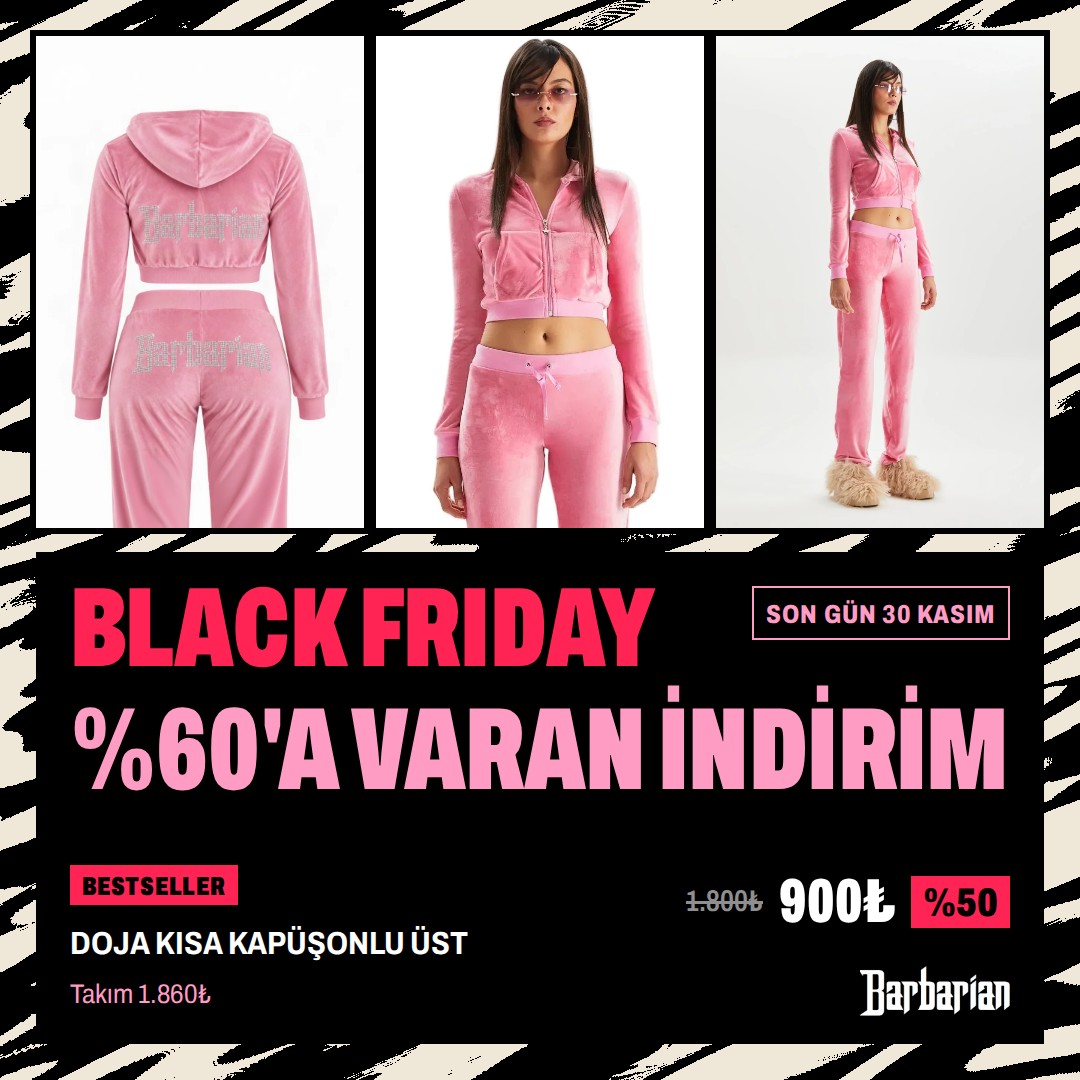 Barbarian
Barbarian
BLACK FRIDAY
SON GÜN 30 KASIM
%60'A VARAN İNDİRİM
BESTSELLER
1.800₺ 900₺ %50
DOJA KISA KAPÜŞONLU ÜST
Takım 1.860₺
Barbarian